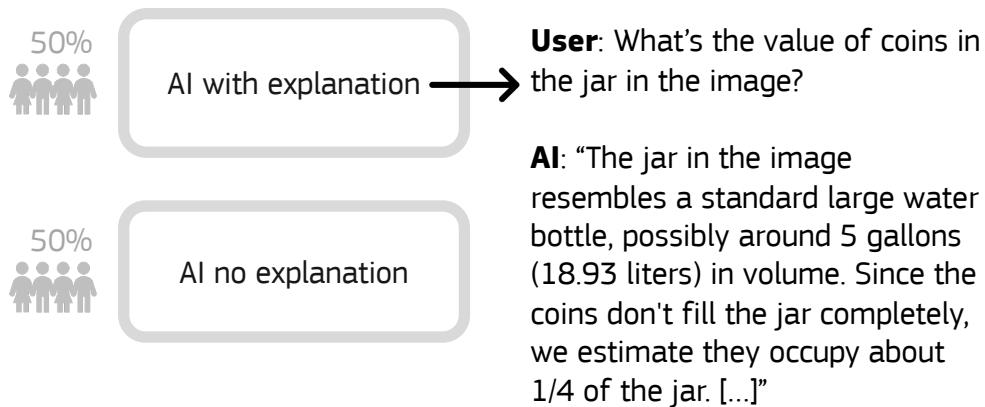 50%
AI with explanation
50%
AI no explanation
User: What’s the value of coins in
the jar in the image?
AI: “The jar in the image
resembles a standard large water
bottle, possibly around 5 gallons
(18.93 liters) in volume. Since the
coins don't fill the jar completely,
we estimate they occupy about
1/4 of the jar. [...]”